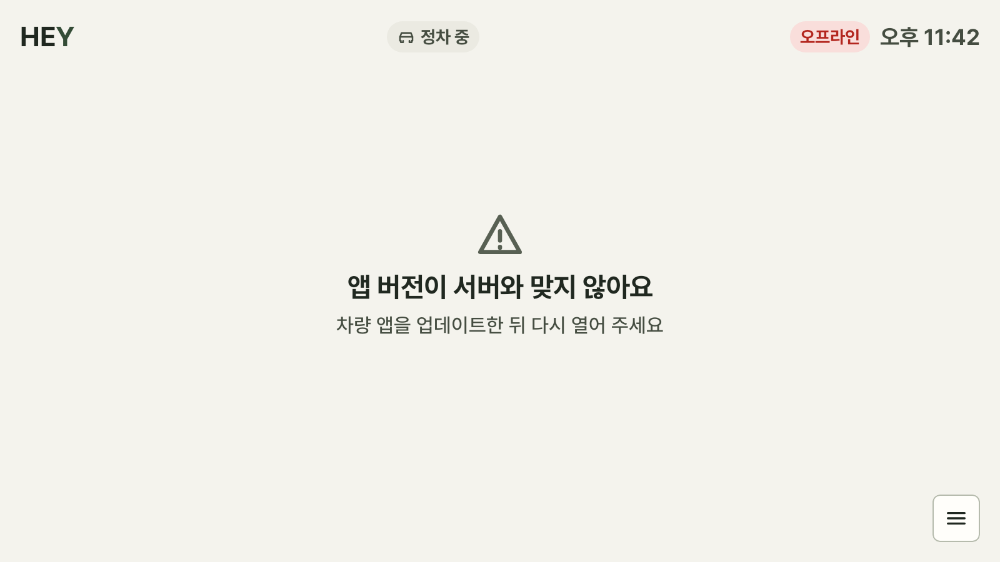 HEY
정차 중
오프라인
오후 11:42
앱 버전이 서버와 맞지 않아요
차량 앱을 업데이트한 뒤 다시 열어 주세요